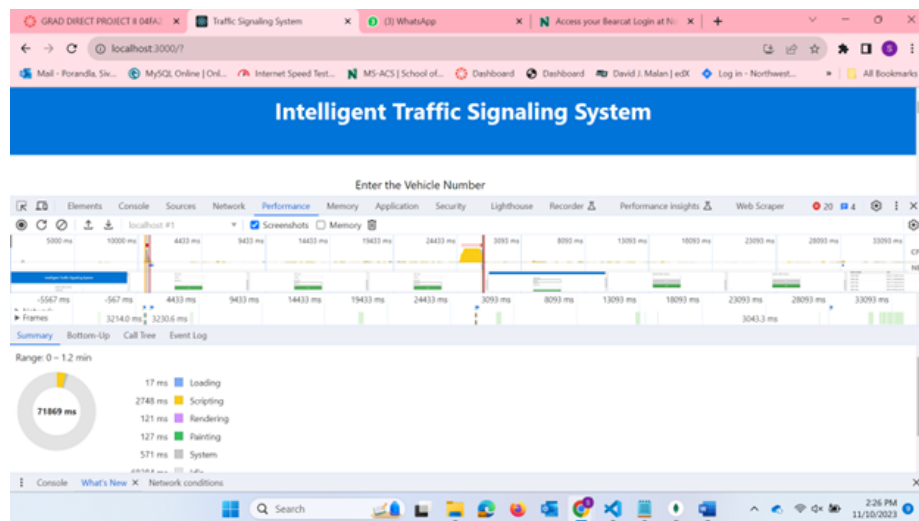 GRAD DIRECT PROJECT II 04FA2
Traffic Signaling System
(3) WhatsApp
Access your Bearcat Login at No
localhost:3000/?
Mail - Porandla, Siv...
MySQL Online | Onl...
Internet Speed Test...
MS-ACS | School of...
Dashboard
Dashboard
David J. Malan | edX
Log in - Northwest...
»
All Bookmarks
Intelligent Traffic Signaling System
Enter the Vehicle Number
Elements Console Sources Network Performance Memory Application Security Lighthouse Recorder Performance insights Web Scraper 20 4
localhost #1 Screenshots Memory
5000 ms 10000 ms 4433 ms 9433 ms 14433 ms 19433 ms 24433 ms 3093 ms 8093 ms 13093 ms 18093 ms 23093 ms 28093 ms 33093 ms
-5567 ms -567 ms 4433 ms 9433 ms 14433 ms 19433 ms 24433 ms 3093 ms 8093 ms 13093 ms 18093 ms 23093 ms 28093 ms 33093 ms
Frames 3214.0 ms 3230.6 ms 3043.3 ms
Summary Bottom-Up Call Tree Event Log
Range: 0 – 1.2 min
71869 ms
17 ms Loading
2748 ms Scripting
121 ms Rendering
127 ms Painting
571 ms System
Console What's New Network conditions
Search
2:26 PM
11/10/2023